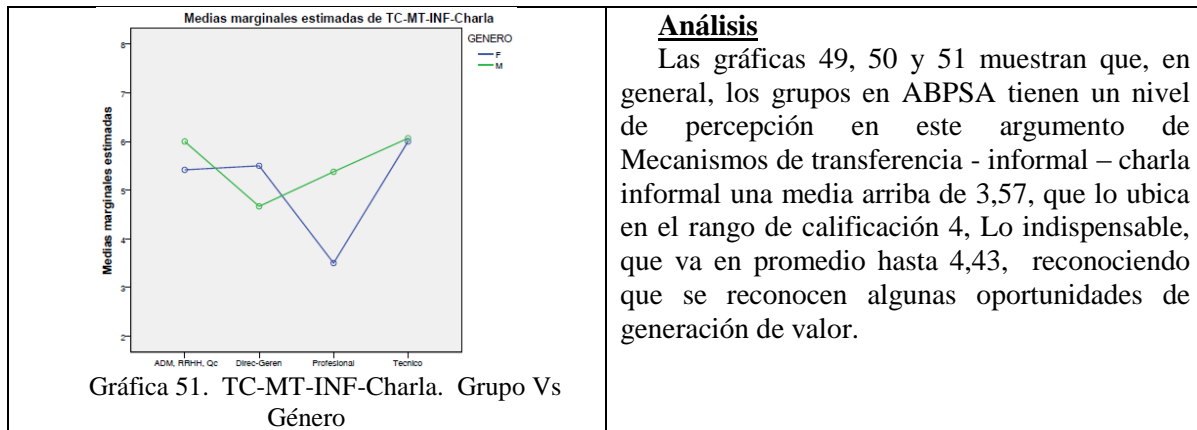 Medias marginales estimadas de TC-MT-INF-Charla
GENERO
F
M
Medias marginales estimadas
8
7
6
5
4
3
2
ADM, RRHH, Qc Direc-Geren Profesional Tecnico
Gráfica 51. TC-MT-INF-Charla. Grupo Vs
Género
Análisis
Las gráficas 49, 50 y 51 muestran que, en
general, los grupos en ABPSA tienen un nivel
de percepción en este argumento de
Mecanismos de transferencia - informal – charla
informal una media arriba de 3,57, que lo ubica
en el rango de calificación 4, Lo indispensable,
que va en promedio hasta 4,43, reconociendo
que se reconocen algunas oportunidades de
generación de valor.